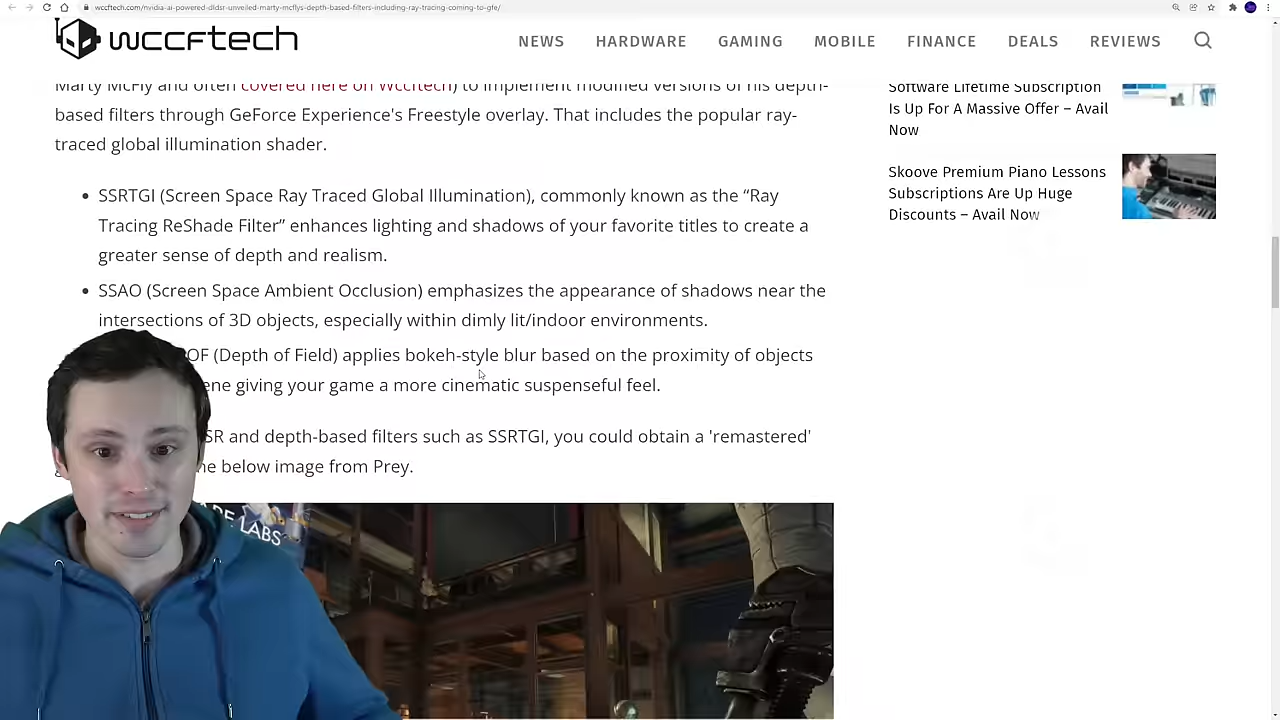 wccftech.com/nvidia-ai-powered-dldsr-unveiled-marty-mcflys-depth-based-filters-including-ray-tracing-coming-to-gfe/
wccftech
NEWS HARDWARE GAMING MOBILE FINANCE DEALS REVIEWS
Marty McFly and often covered here on Wccftech) to implement modified versions of his depth-
based filters through GeForce Experience's Freestyle overlay. That includes the popular ray-
traced global illumination shader.
• SSRTGI (Screen Space Ray Traced Global Illumination), commonly known as the “Ray
Tracing ReShade Filter” enhances lighting and shadows of your favorite titles to create a
greater sense of depth and realism.
• SSAO (Screen Space Ambient Occlusion) emphasizes the appearance of shadows near the
intersections of 3D objects, especially within dimly lit/indoor environments.
OF (Depth of Field) applies bokeh-style blur based on the proximity of objects
ene giving your game a more cinematic suspenseful feel.
SR and depth-based filters such as SSRTGI, you could obtain a 'remastered'
he below image from Prey.
LABS
Software Lifetime Subscription
Is Up For A Massive Offer – Avail
Now
Skoove Premium Piano Lessons
Subscriptions Are Up Huge
Discounts – Avail Now